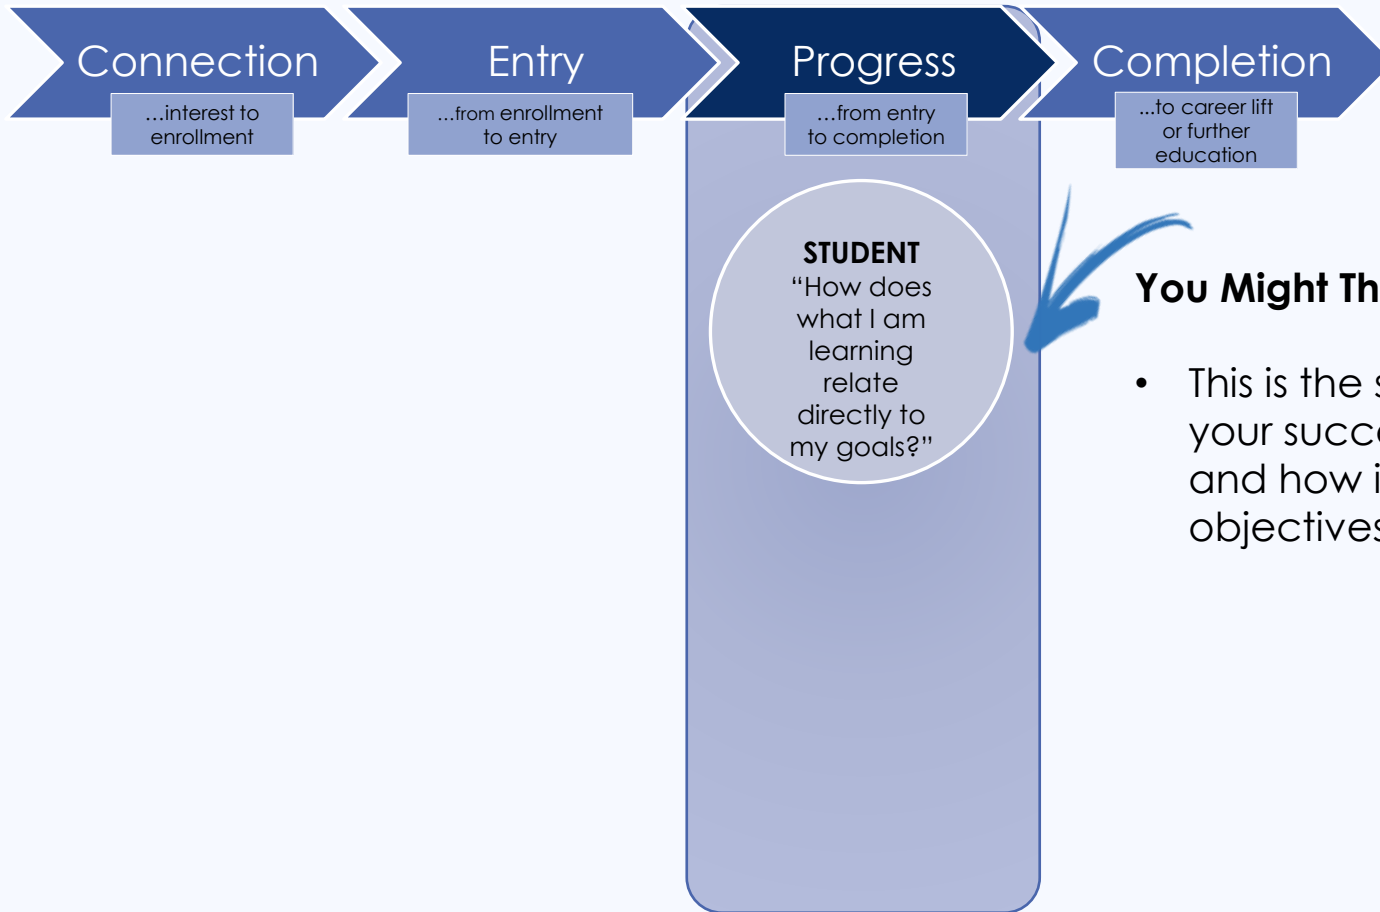 Connection
Entry
Progress
Completion
...interest to
enrollment
...from enrollment
to entry
...from entry
to completion
...to career lift
or further
education
STUDENT
“How does
what I am
learning
relate
directly to
my goals?”
You Might
• This is the
your
and how
objectives